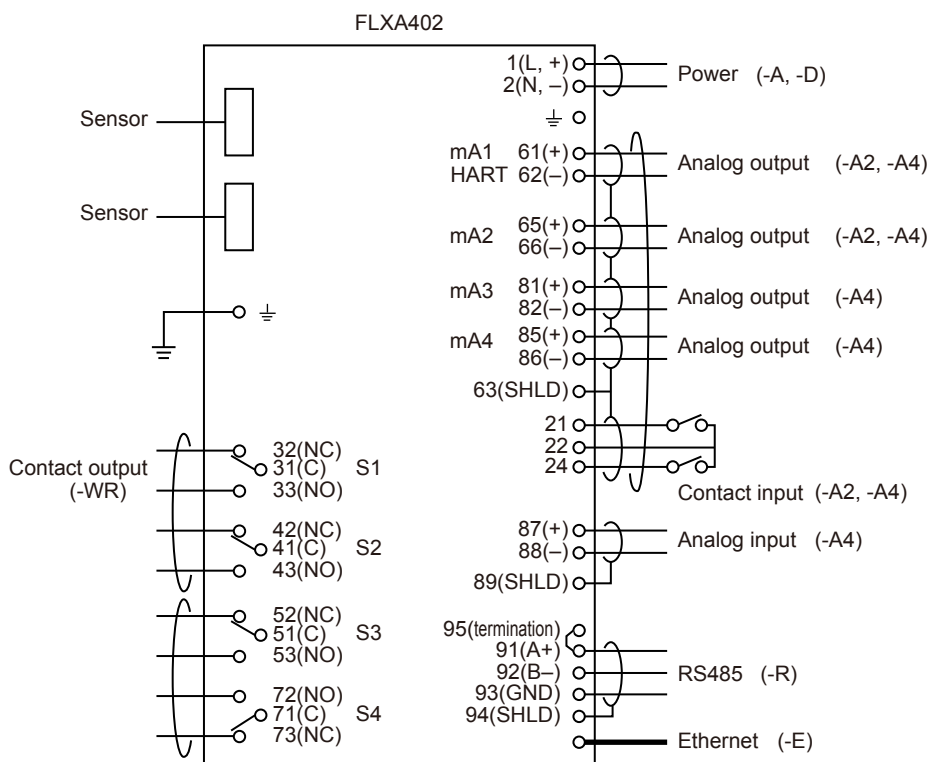 FLXA402
Sensor
Sensor
Contact output
(-WR)
32(NC)
31(C) S1
33(NO)
42(NC)
41(C) S2
43(NO)
52(NC)
51(C) S3
53(NO)
72(NO)
71(C) S4
73(NC)
1(L, +)
2(N, –)
Power (-A, -D)
mA1 61(+)
HART 62(–)
Analog output (-A2, -A4)
mA2
65(+)
66(–)
Analog output (-A2, -A4)
mA3
81(+)
82(–)
Analog output (-A4)
mA4
85(+)
86(–)
Analog output (-A4)
63(SHLD)
21
22
24
Contact input (-A2, -A4)
87(+)
88(–)
Analog input (-A4)
89(SHLD)
95(termination)
91(A+)
92(B–)
93(GND)
94(SHLD)
RS485 (-R)
Ethernet (-E)